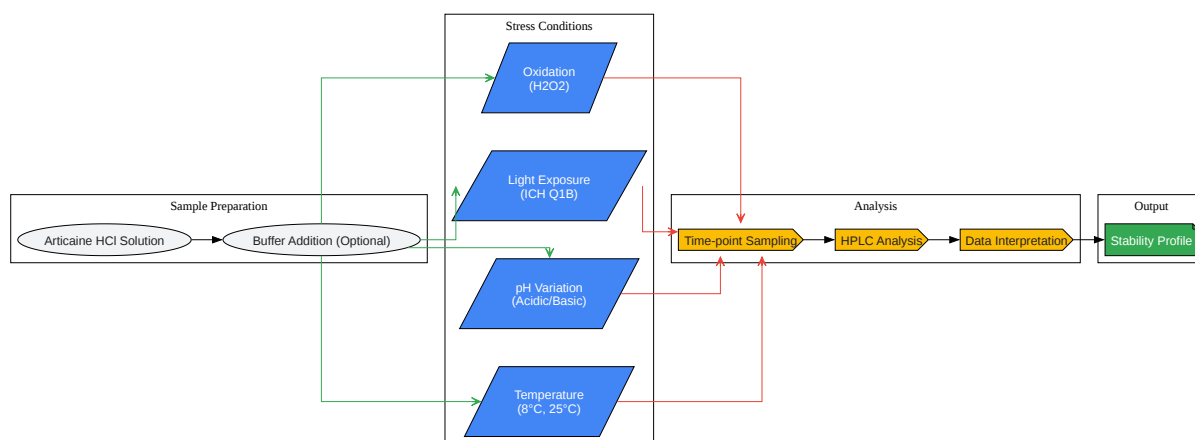 Stress Conditions
Oxidation
(H2O2)
Light Exposure
(ICH Q1B)
Sample Preparation
Analysis
Output
Articaine HCl Solution
Buffer Addition (Optional)
Time-point Sampling
HPLC Analysis
Data Interpretation
Stability Profile
pH Variation
(Acidic/Basic)
Temperature
(8°C, 25°C)